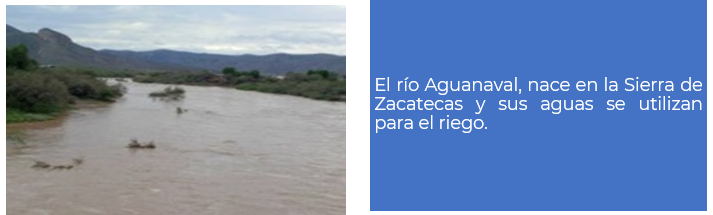 El río Aguanaval, nace en la Sierra de
Zacatecas y sus aguas se utilizan
para el riego.